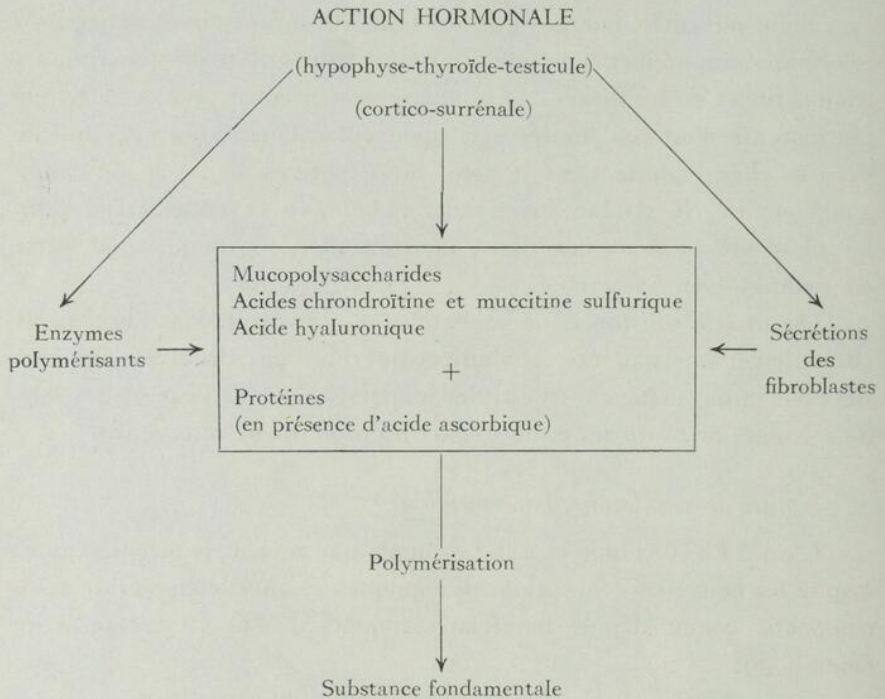 ACTION HORMONALE
(hypophyse-thyroïde-testicule)
(cortico-surrénale)
Mucopolysaccharides
Acides chrondroïtine et muccitine sulfurique
Acide hyaluronique
+
Protéines
(en présence d'acide ascorbique)
Enzymes
polymérisants
Sécrétions
des
fibroblastes
Polymérisation
Substance fondamentale